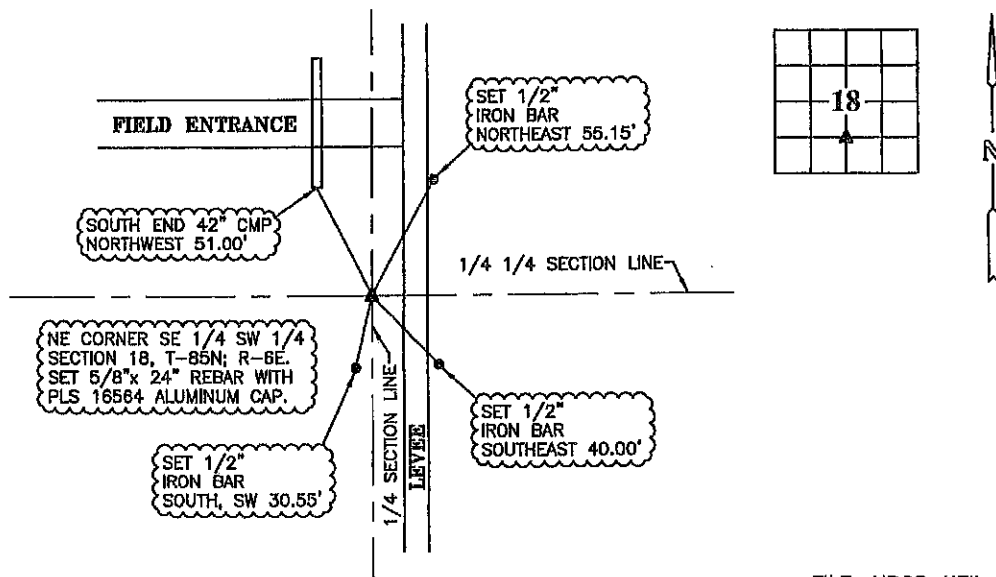 SET 1/2"
IRON BAR
NORTHEAST 55.15'
18
N
FIELD ENTRANCE
SOUTH END 42" CMP
NORTHWEST 51.00'
1/4 1/4 SECTION LINE
NE CORNER SE 1/4 SW 1/4
SECTION 18, T-85N; R-6E.
SET 5/8"x 24" REBAR WITH
PLS 16564 ALUMINUM CAP.
SET 1/2"
IRON BAR
SOUTH, SW 30.55'
1/4 SECTION LINE
LEVEE
SET 1/2"
IRON BAR
SOUTHEAST 40.00'